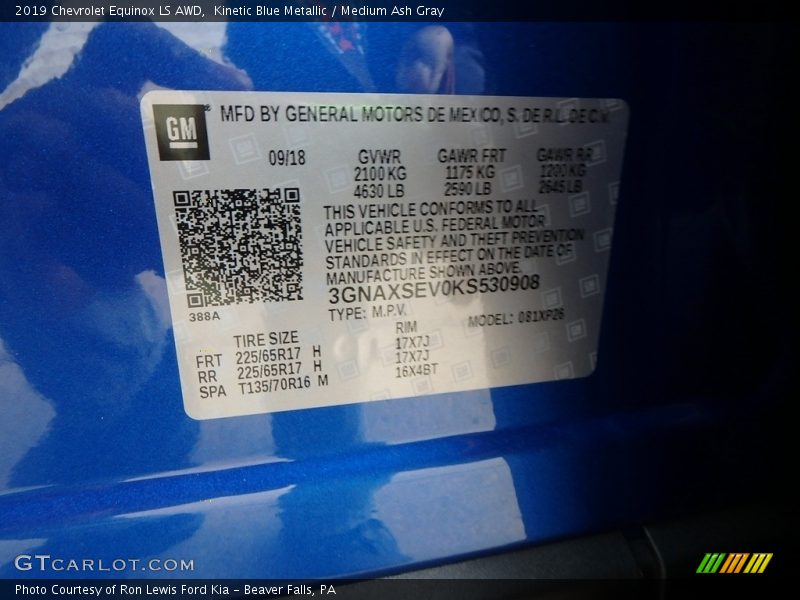 2019 Chevrolet Equinox LS AWD,  Kinetic Blue Metallic / Medium Ash Gray
GM
MFD BY GENERAL MOTORS DE MEXICO, S. DE R.L. DE C.V.
09/18 GVWR GAWR FRT GAWR RR
2100 KG 1175 KG 1200 KG
4630 LB 2590 LB 2645 LB
THIS VEHICLE CONFORMS TO ALL
APPLICABLE U.S. FEDERAL MOTOR
VEHICLE SAFETY AND THEFT PREVENTION
STANDARDS IN EFFECT ON THE DATE OF
MANUFACTURE SHOWN ABOVE.
3GNAXSEV0KS530908
388A
TYPE: M.P.V. MODEL: 081XP26
TIRE SIZE RIM
FRT 225/65R17 H 17X7J
RR 225/65R17 H 17X7J
SPA T135/70R16 M 16X4BT
GTCARLOT.COM
Photo Courtesy of Ron Lewis Ford Kia - Beaver Falls, PA